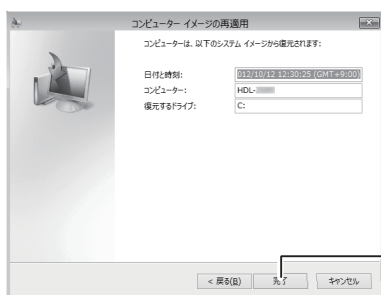 コンピューター イメージの再適用
コンピューターは、以下のシステム イメージから復元されます:
日付と時刻: 012/10/12 12:30:25 (GMT+9:00)
コンピューター: HDL-
復元するドライブ: C:
< 戻る(B) 完了 キャンセル